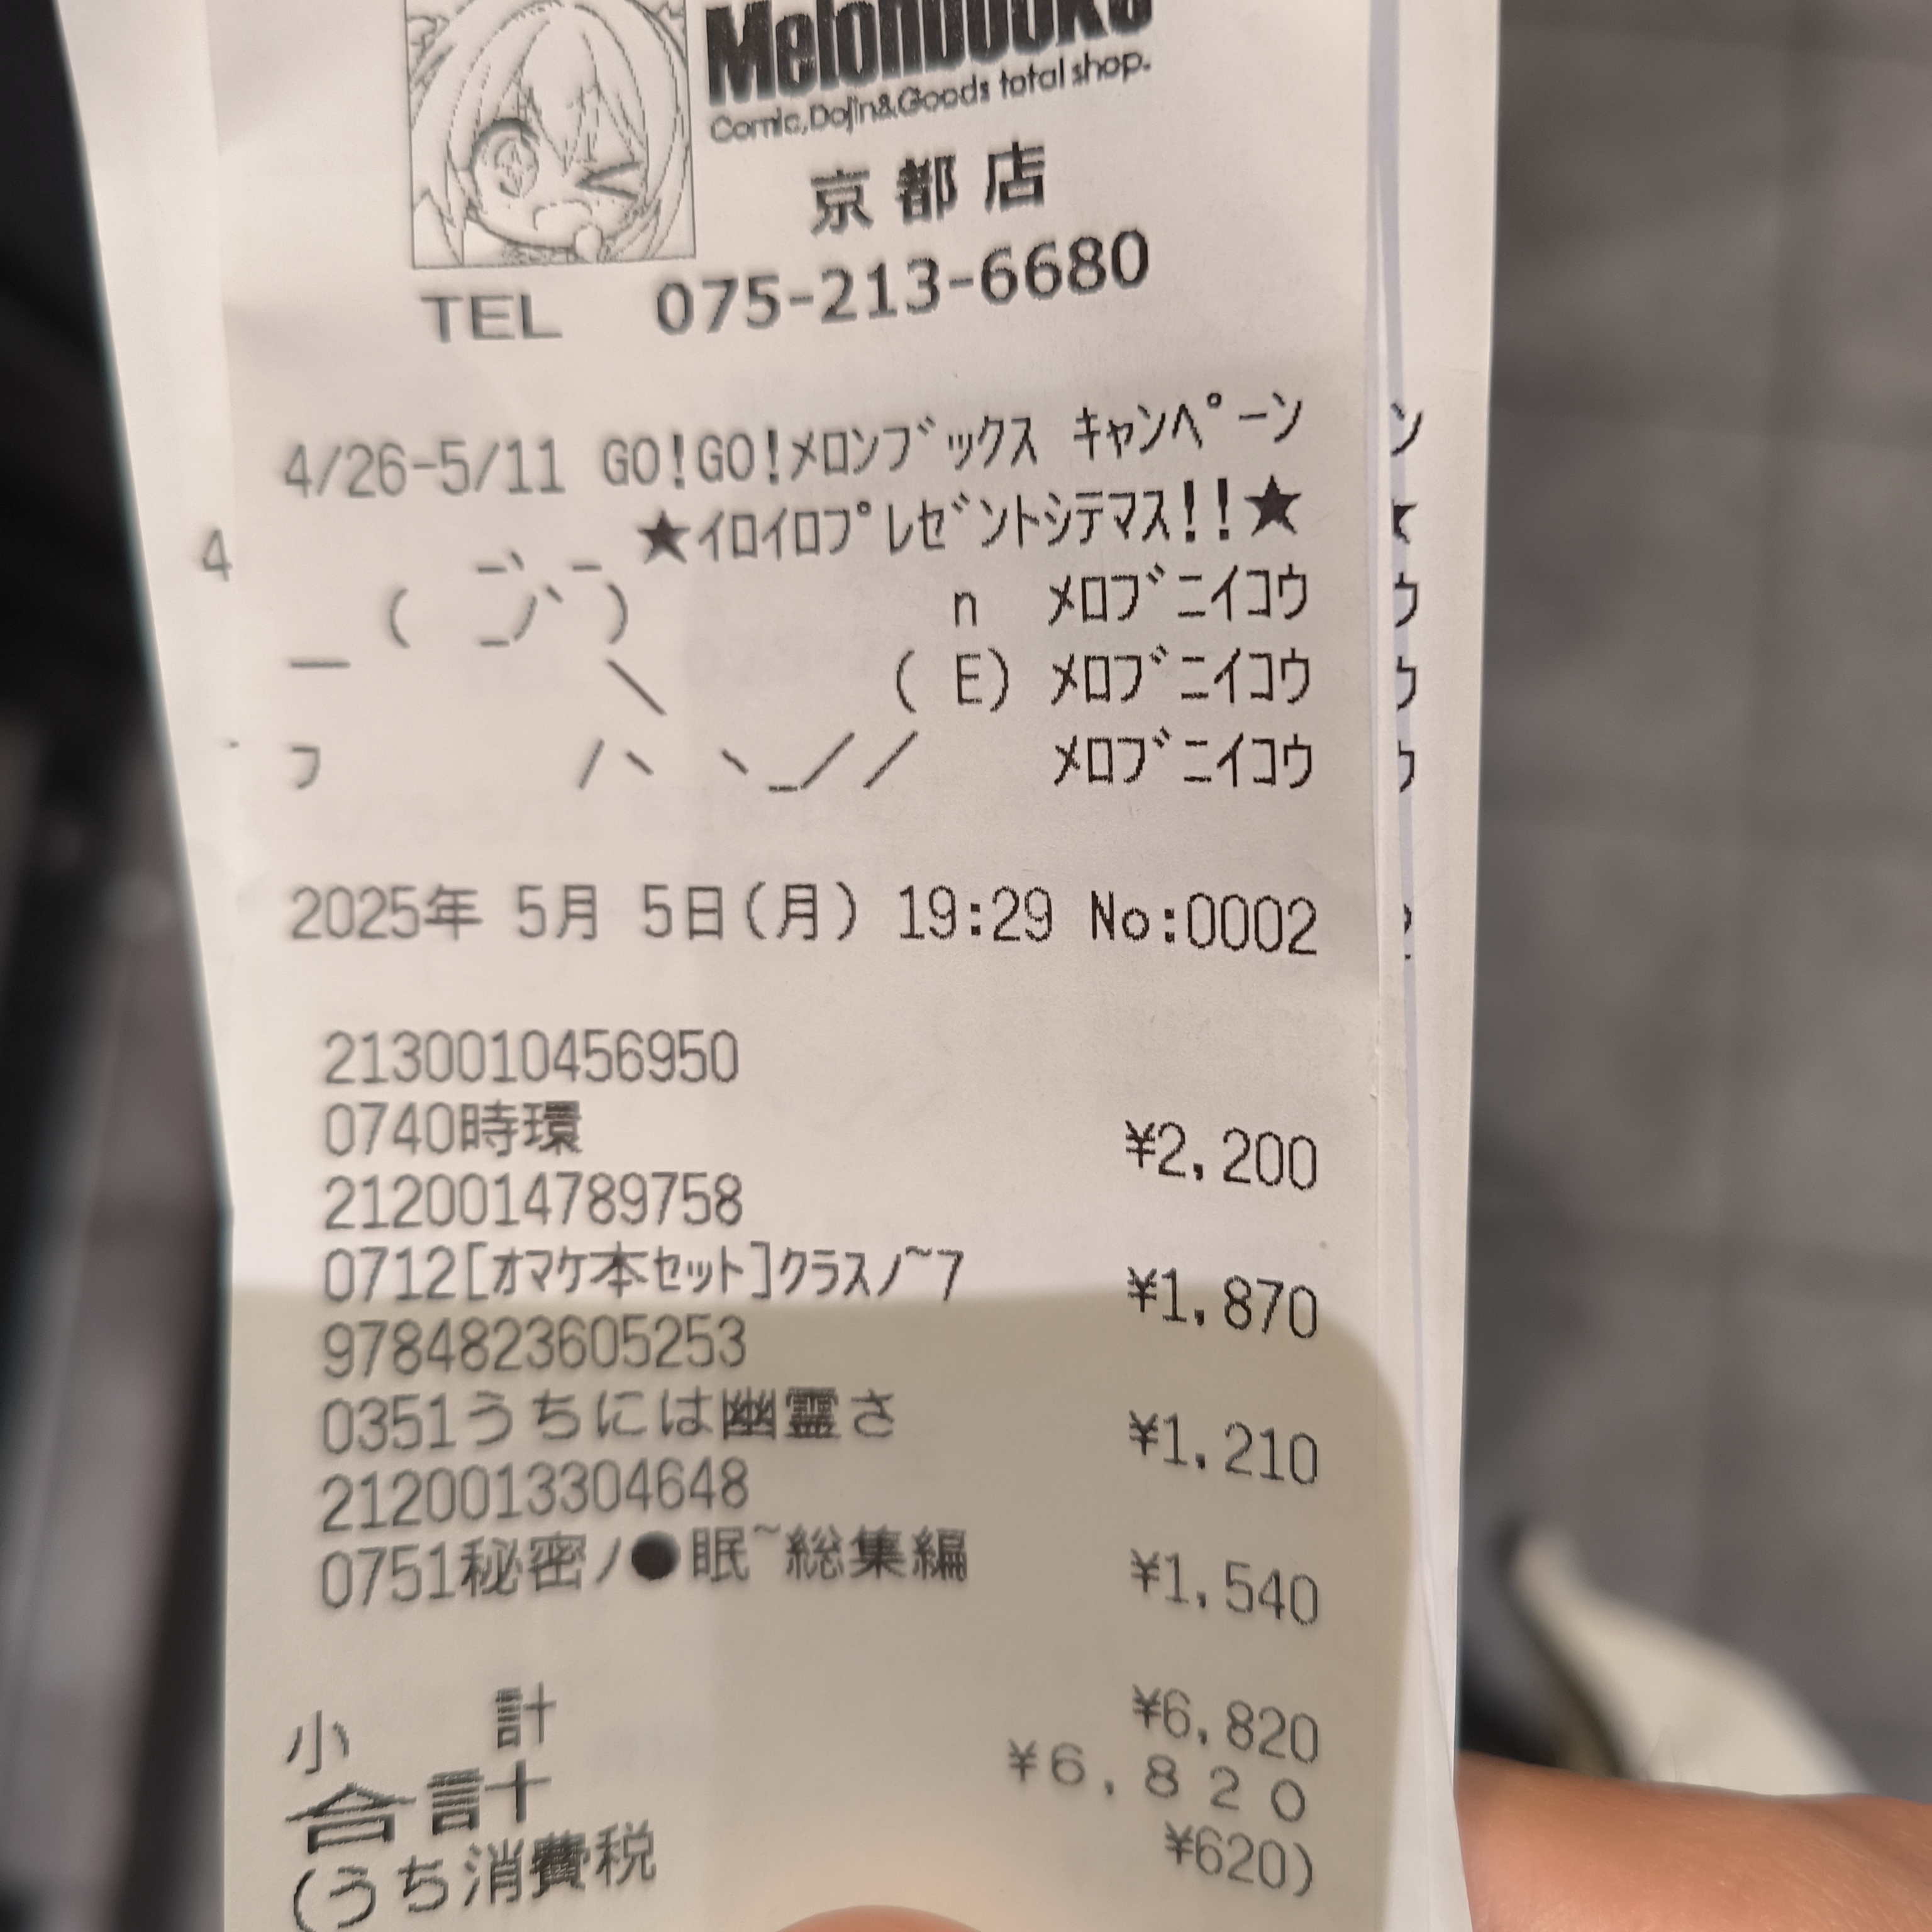 Melonbooks
Comic,Dojin&Goods total shop.
京都店
TEL 075-213-6680
4/26-5/11 GO!GO!ﾒﾛﾝﾌﾞｯｸｽ ｷｬﾝﾍﾟｰﾝ
★ｲﾛｲﾛﾌﾟﾚｾﾞﾝﾄｼﾃﾏｽ!!★
n ﾒﾛﾌﾞﾆｲｺｳ
( E) ﾒﾛﾌﾞﾆｲｺｳ
ﾒﾛﾌﾞﾆｲｺｳ
2025年 5月 5日(月) 19:29 No:0002
2130010456950
0740時環 ¥2,200
2120014789758
0712[ｵﾏｹ本ｾｯﾄ]ｸﾗｽﾉ~7 ¥1,870
9784823605253
0351うちには幽霊さ ¥1,210
2120013304648
0751秘密ﾉ●眠~総集編 ¥1,540
小計 ¥6,820
合計 ¥6,820
(うち消費税 ¥620)